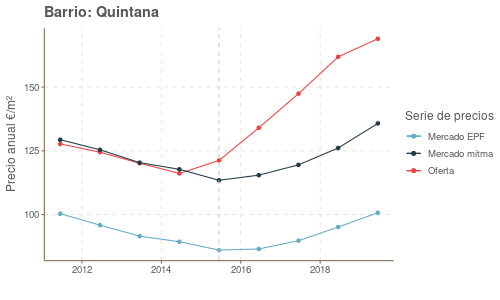 Barrio: Quintana
Precio anual €/m²
150
125
100
2012
2014
2016
2018
Serie de precios
Mercado EPF
Mercado mitma
Oferta